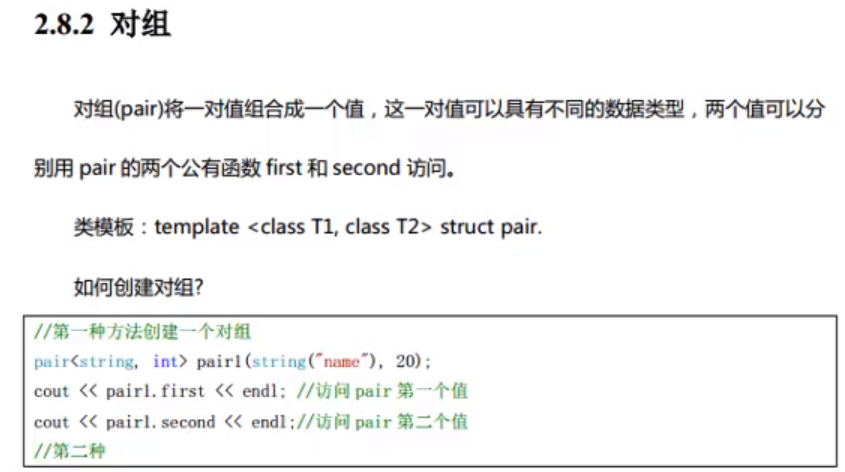 2.8.2 对组
对组(pair)将一对值组合成一个值，这一对值可以具有不同的数据类型，两个值可以分
别用 pair 的两个公有函数 first 和 second 访问。
类模板：template <class T1, class T2> struct pair.
如何创建对组?
//第一种方法创建一个对组
pair<string, int> pair1(string("name"), 20);
cout << pair1.first << endl; //访问 pair 第一个值
cout << pair1.second << endl;//访问 pair 第二个值
//第二种